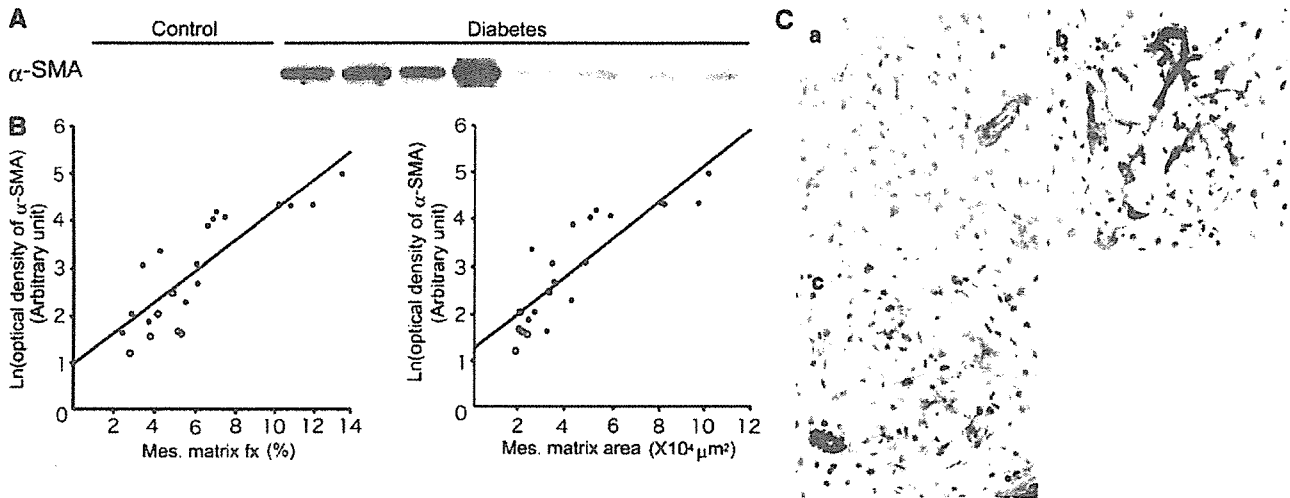 A
Control
Diabetes
α-SMA
B
Ln(optical density of α-SMA)
(Arbitrary unit)
6
5
4
3
2
1
0
2 4 6 8 10 12 14
Mes. matrix fx (%)
Ln(optical density of α-SMA)
(Arbitrary unit)
6
5
4
3
2
1
0
2 4 6 8 10 12
Mes. matrix area (X10⁴μm²)
C
a
b
c